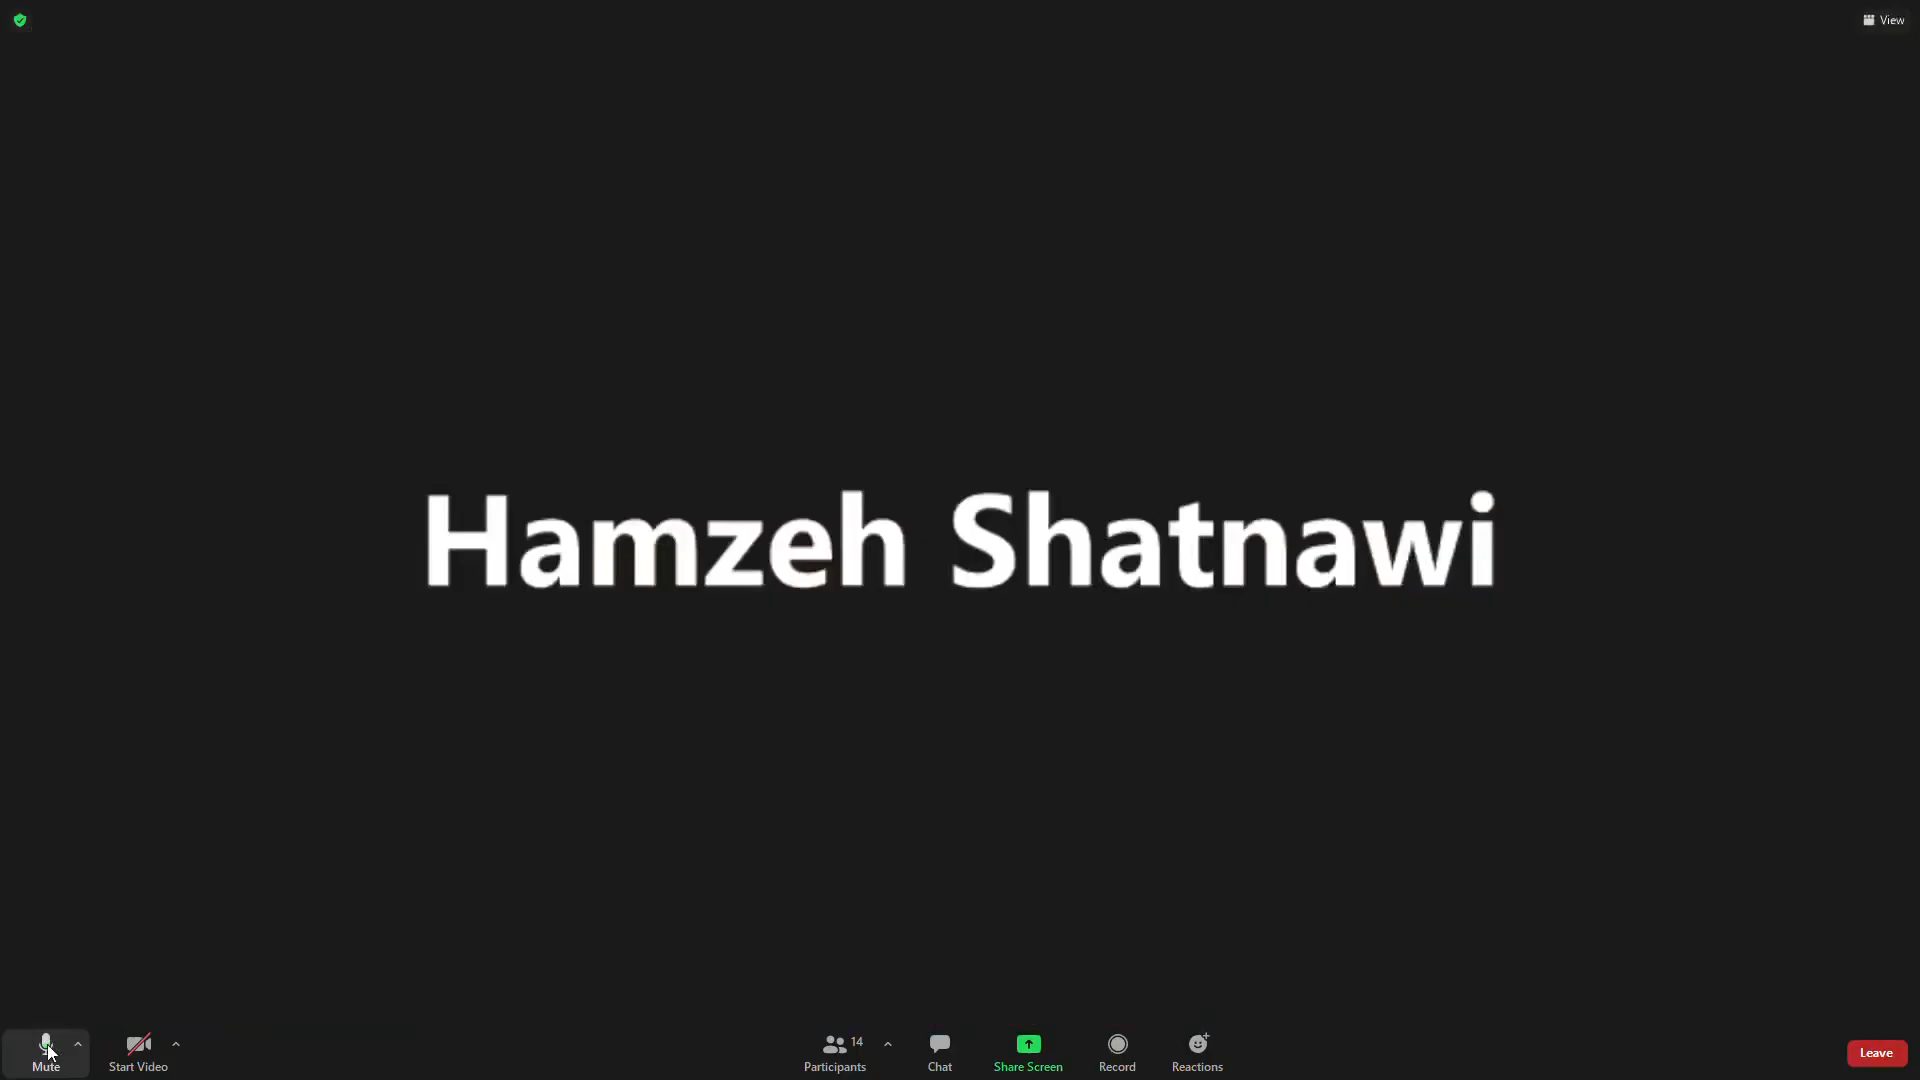 View
Hamzeh Shatnawi
Mute
Start Video
14
Participants
Chat
Share Screen
Record
Reactions
Leave